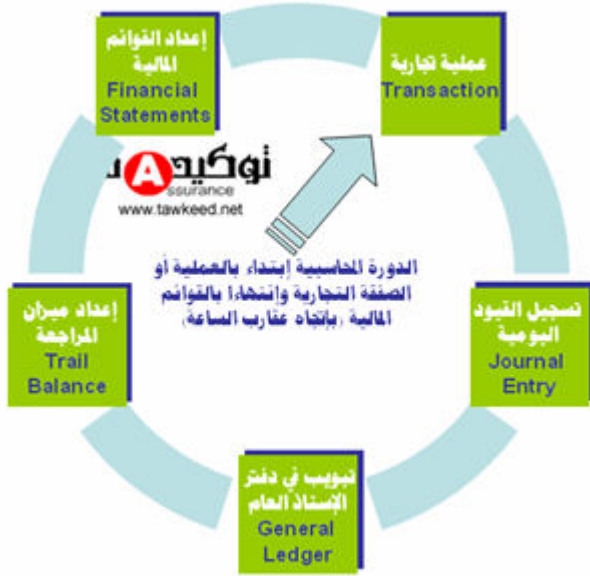 إعداد القوائم
المالية
Financial
Statements
عملية تجارية
Transaction
توكيد
A
ssurance
www.tawkeed.net
الدورة المحاسبية إبتداء بالعملية أو
الصفقة التجارية وإنتهاءا بالقوائم
المالية (بإتجاه عقارب الساعة)
تسجيل القيود
اليومية
Journal
Entry
إعداد ميزان
المراجعة
Trail
Balance
تبويب في دفتر
الإستاذ العام
General
Ledger